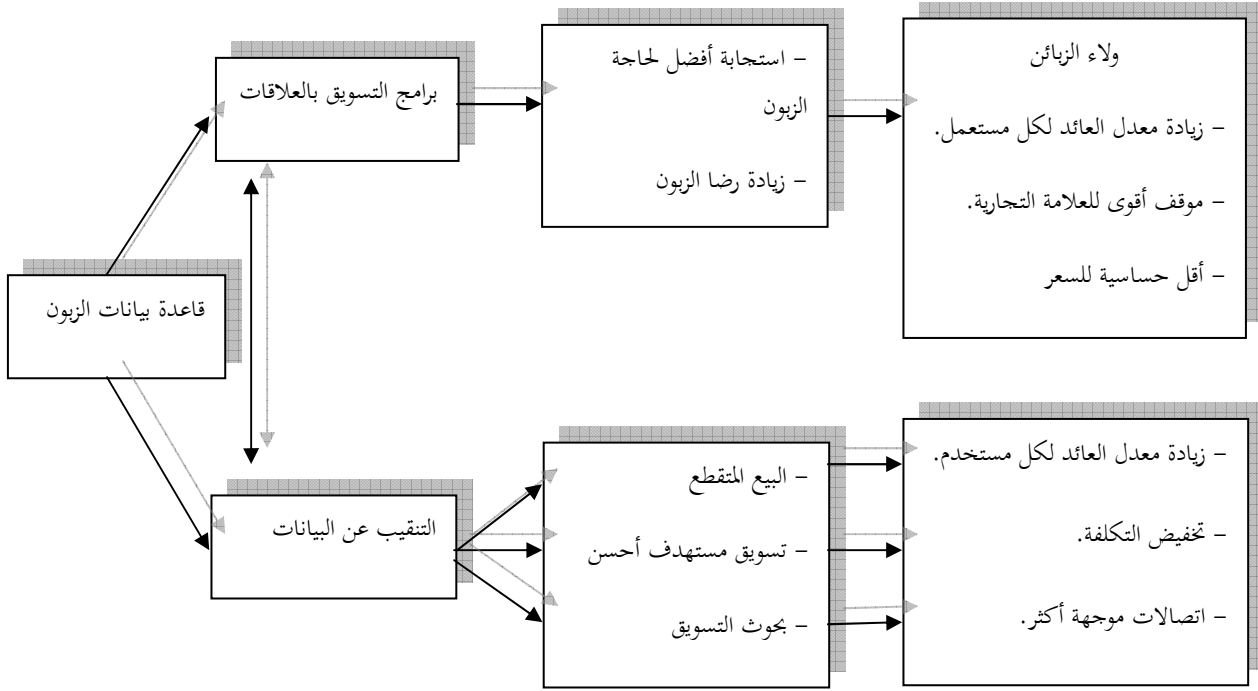 قاعدة بيانات الزبون
برامج التسويق بالعلاقات
– استجابة أفضل لحاجة
الزبون
– زيادة رضا الزبون
ولاء الزبائن
– زيادة معدل العائد لكل مستعمل.
– موقف أقوى للعلامة التجارية.
– أقل حساسية للسعر
التنقيب عن البيانات
– البيع المتقطع
– تسويق مستهدف أحسن
– بحوث التسويق
– زيادة معدل العائد لكل مستخدم.
– تخفيض التكلفة.
– اتصالات موجهة أكثر.